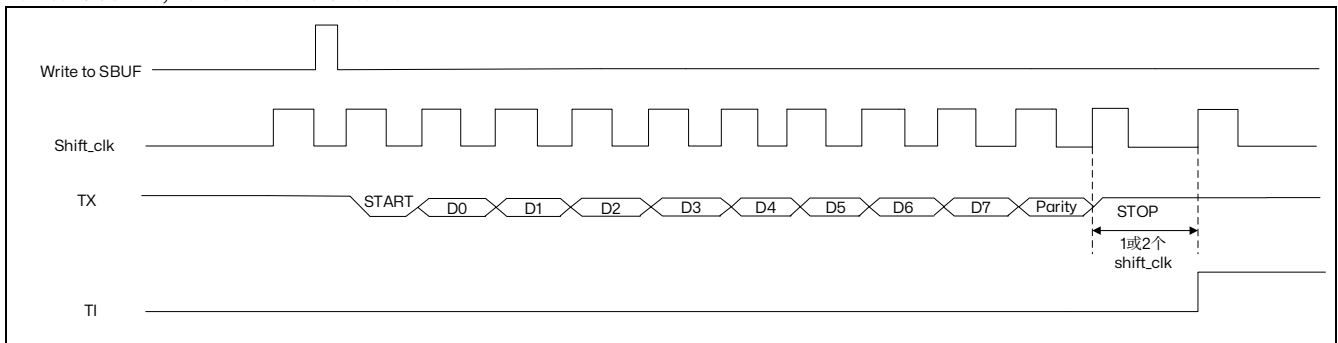 Write to SBUF
Shift_clk
TX
START D0 D1 D2 D3 D4 D5 D6 D7 Parity STOP
1或2个
shift_clk
TI